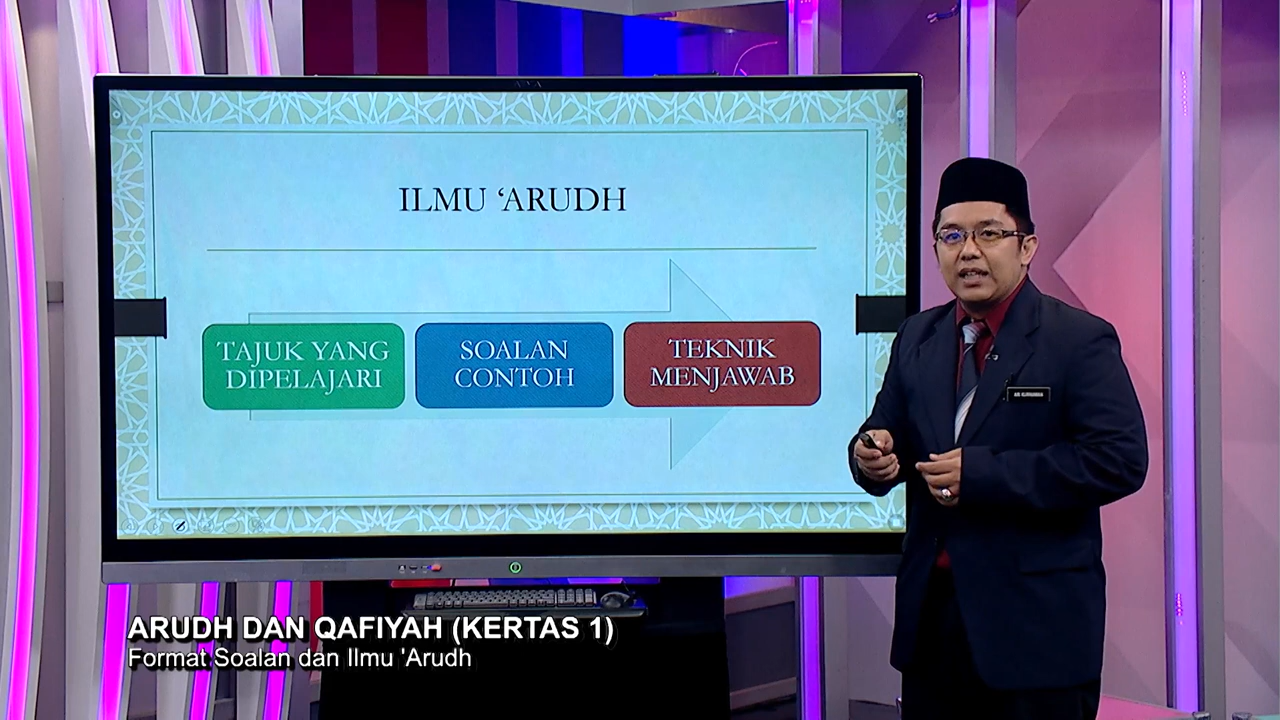 ILMU ‘ARUDH
TAJUK YANG
DIPELAJARI
SOALAN
CONTOH
TEKNIK
MENJAWAB
ARUDH DAN QAFIYAH (KERTAS 1)
Format Soalan dan Ilmu 'Arudh